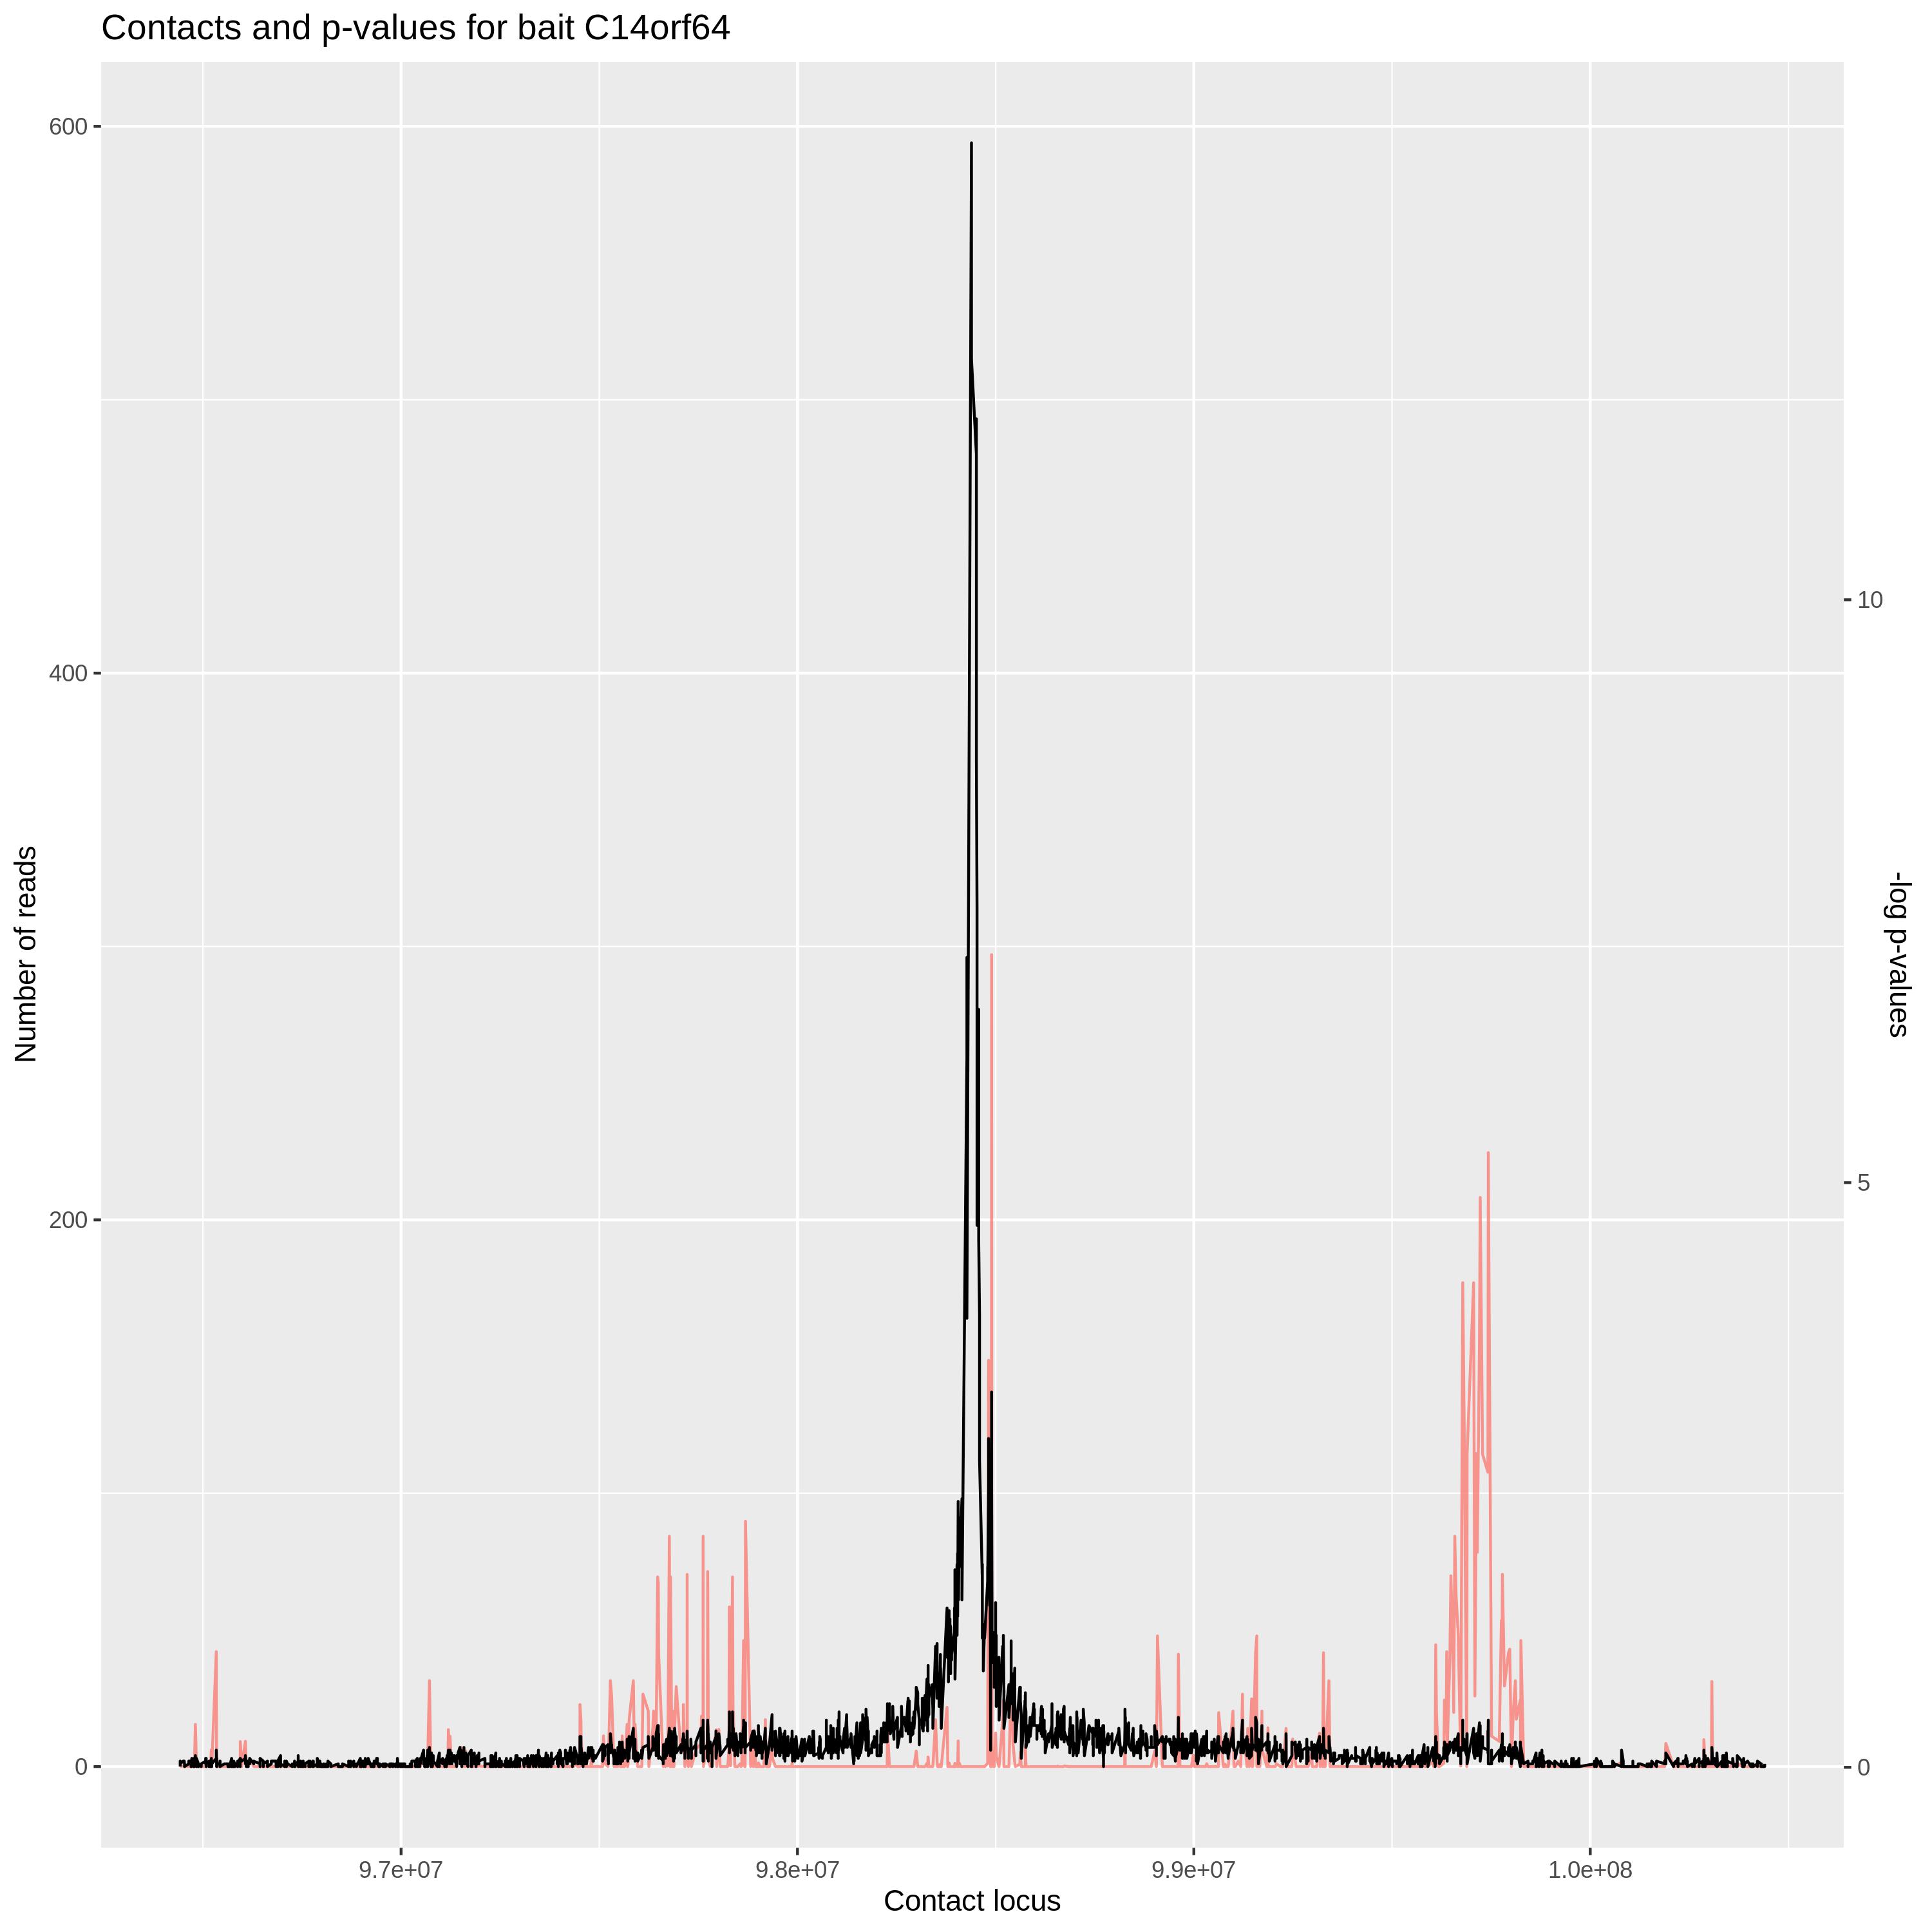 Contacts and p-values for bait C14orf64
600
400
200
0
Number of reads
10
5
0
-log p-values
9.7e+07
9.8e+07
9.9e+07
1.0e+08
Contact locus